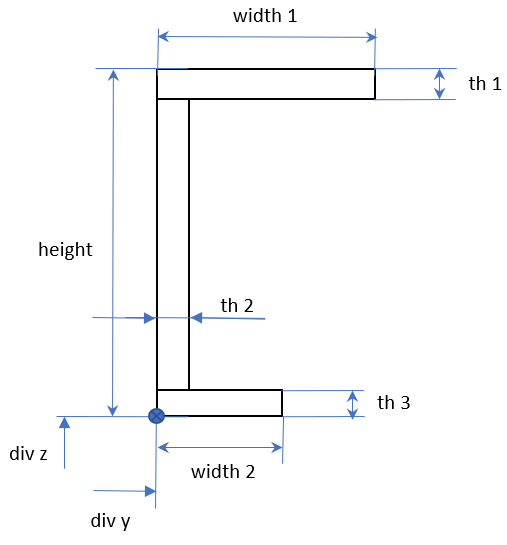 width 1
th 1
height
th 2
th 3
div z
width 2
div y